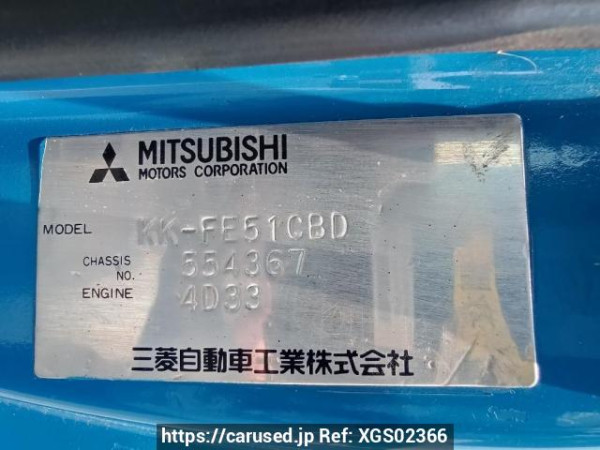 MITSUBISHI
MOTORS CORPORATION
MODEL KK-FE51CBD
CHASSIS NO. 554367
ENGINE 4D33
三菱自動車工業株式会社
https://carused.jp Ref: XGS02366